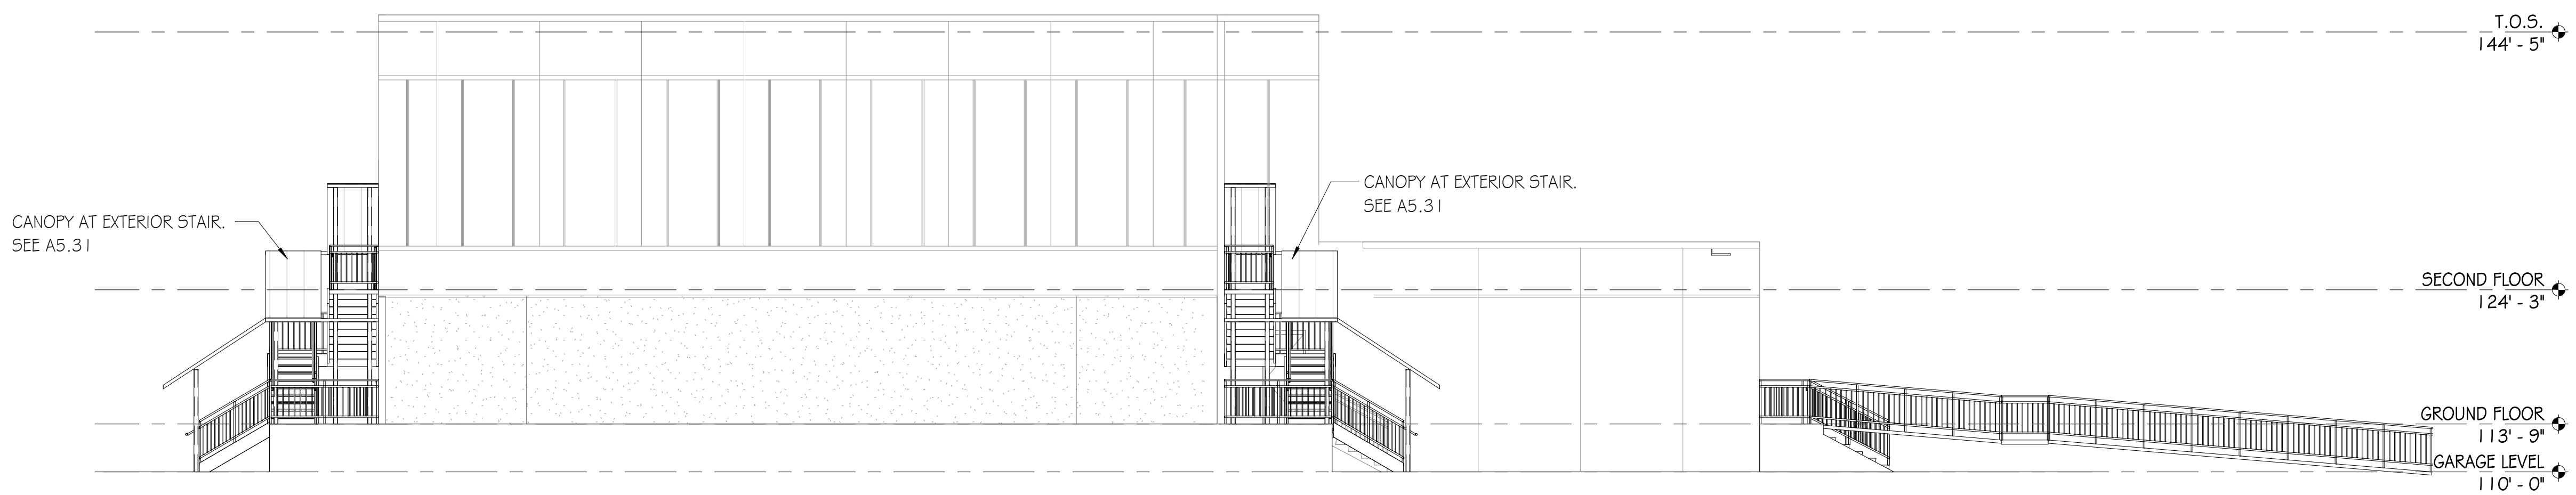 T.O.S.
144' - 5"
CANOPY AT EXTERIOR STAIR.
SEE A5.31
CANOPY AT EXTERIOR STAIR.
SEE A5.31
SECOND FLOOR
124' - 3"
GROUND FLOOR
113' - 9"
GARAGE LEVEL
110' - 0"